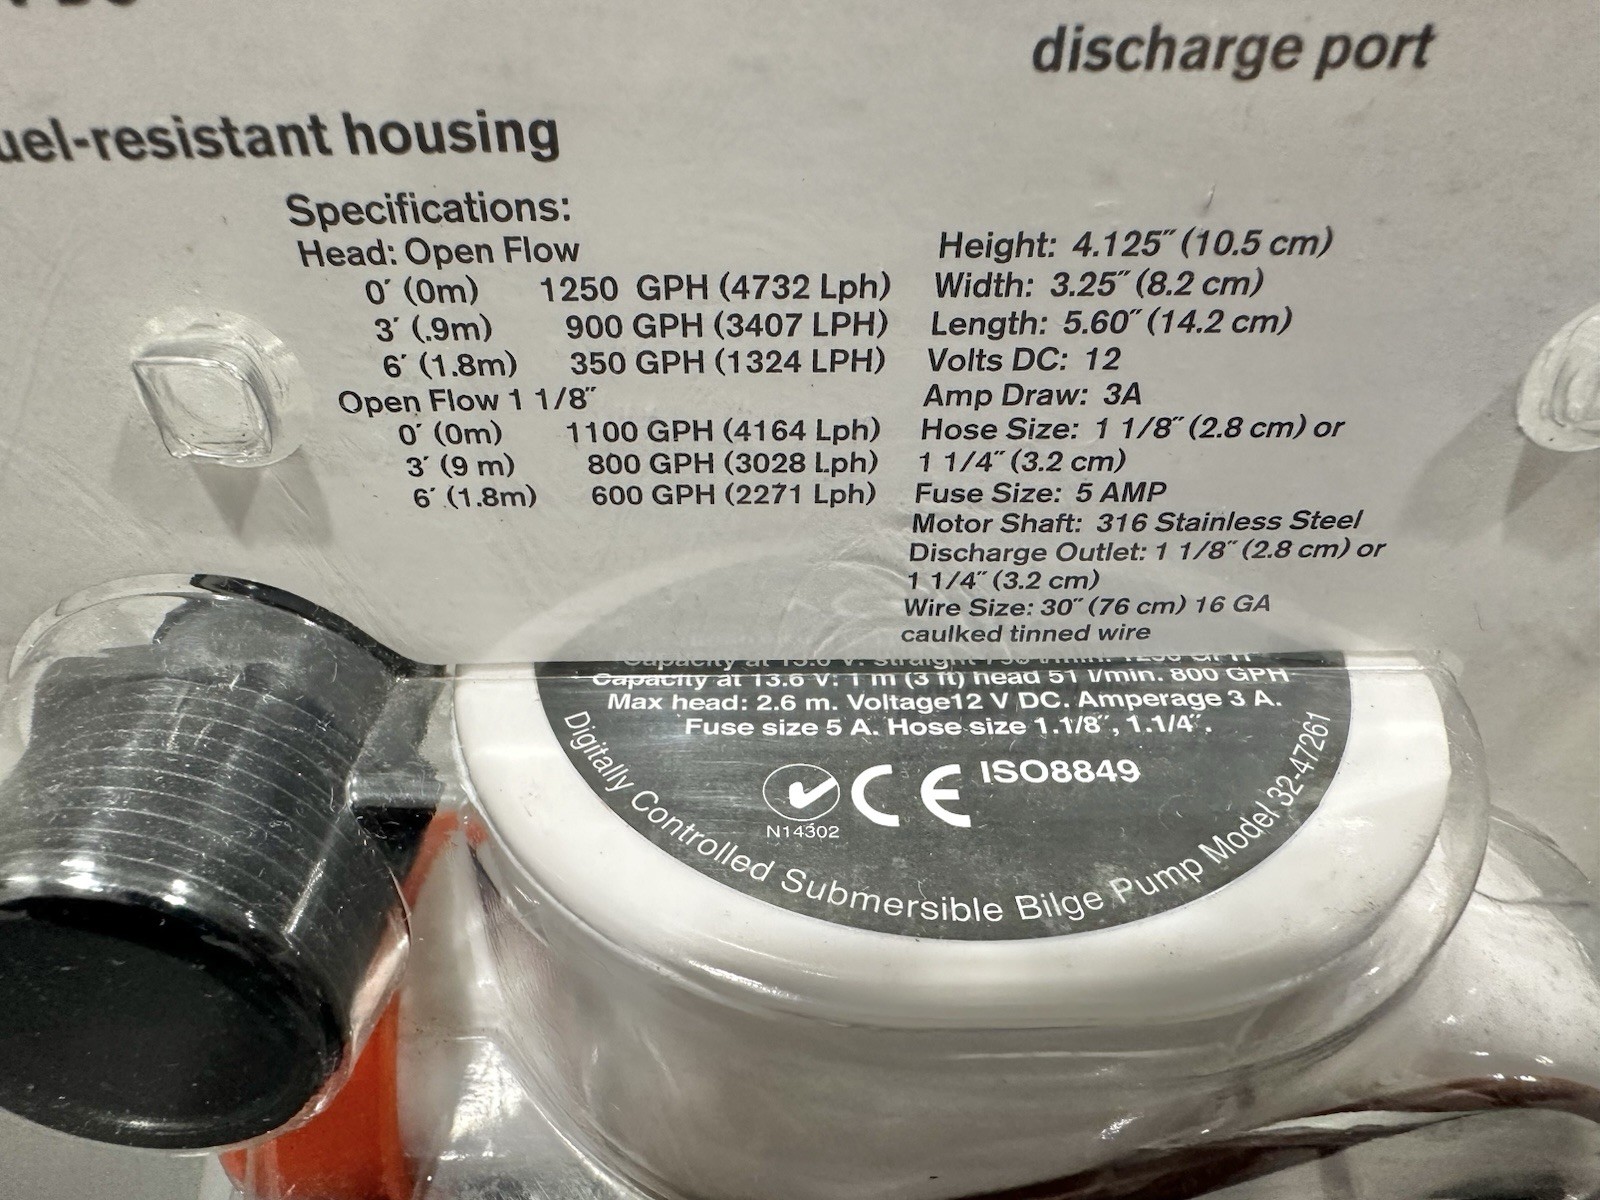 discharge port
uel-resistant housing
Specifications:
Head: Open Flow
0′ (0m) 1250 GPH (4732 Lph)
3′ (.9m) 900 GPH (3407 LPH)
6′ (1.8m) 350 GPH (1324 LPH)
Open Flow 1 1/8″
0′ (0m) 1100 GPH (4164 Lph)
3′ (9 m) 800 GPH (3028 Lph)
6′ (1.8m) 600 GPH (2271 Lph)
Height: 4.125″ (10.5 cm)
Width: 3.25″ (8.2 cm)
Length: 5.60″ (14.2 cm)
Volts DC: 12
Amp Draw: 3A
Hose Size: 1 1/8″ (2.8 cm) or
1 1/4″ (3.2 cm)
Fuse Size: 5 AMP
Motor Shaft: 316 Stainless Steel
Discharge Outlet: 1 1/8″ (2.8 cm) or
1 1/4″ (3.2 cm)
Wire Size: 30″ (76 cm) 16 GA
caulked tinned wire
Capacity at 13.6 V: straight
Capacity at 13.6 V: 1 m (3 ft) head 51 l/min. 800 GPH
Max head: 2.6 m. Voltage12 V DC. Amperage 3 A.
Fuse size 5 A. Hose size 1.1/8″, 1.1/4″.
CE ISO8849
N14302
Digitally Controlled Submersible Bilge Pump Model 32-47261